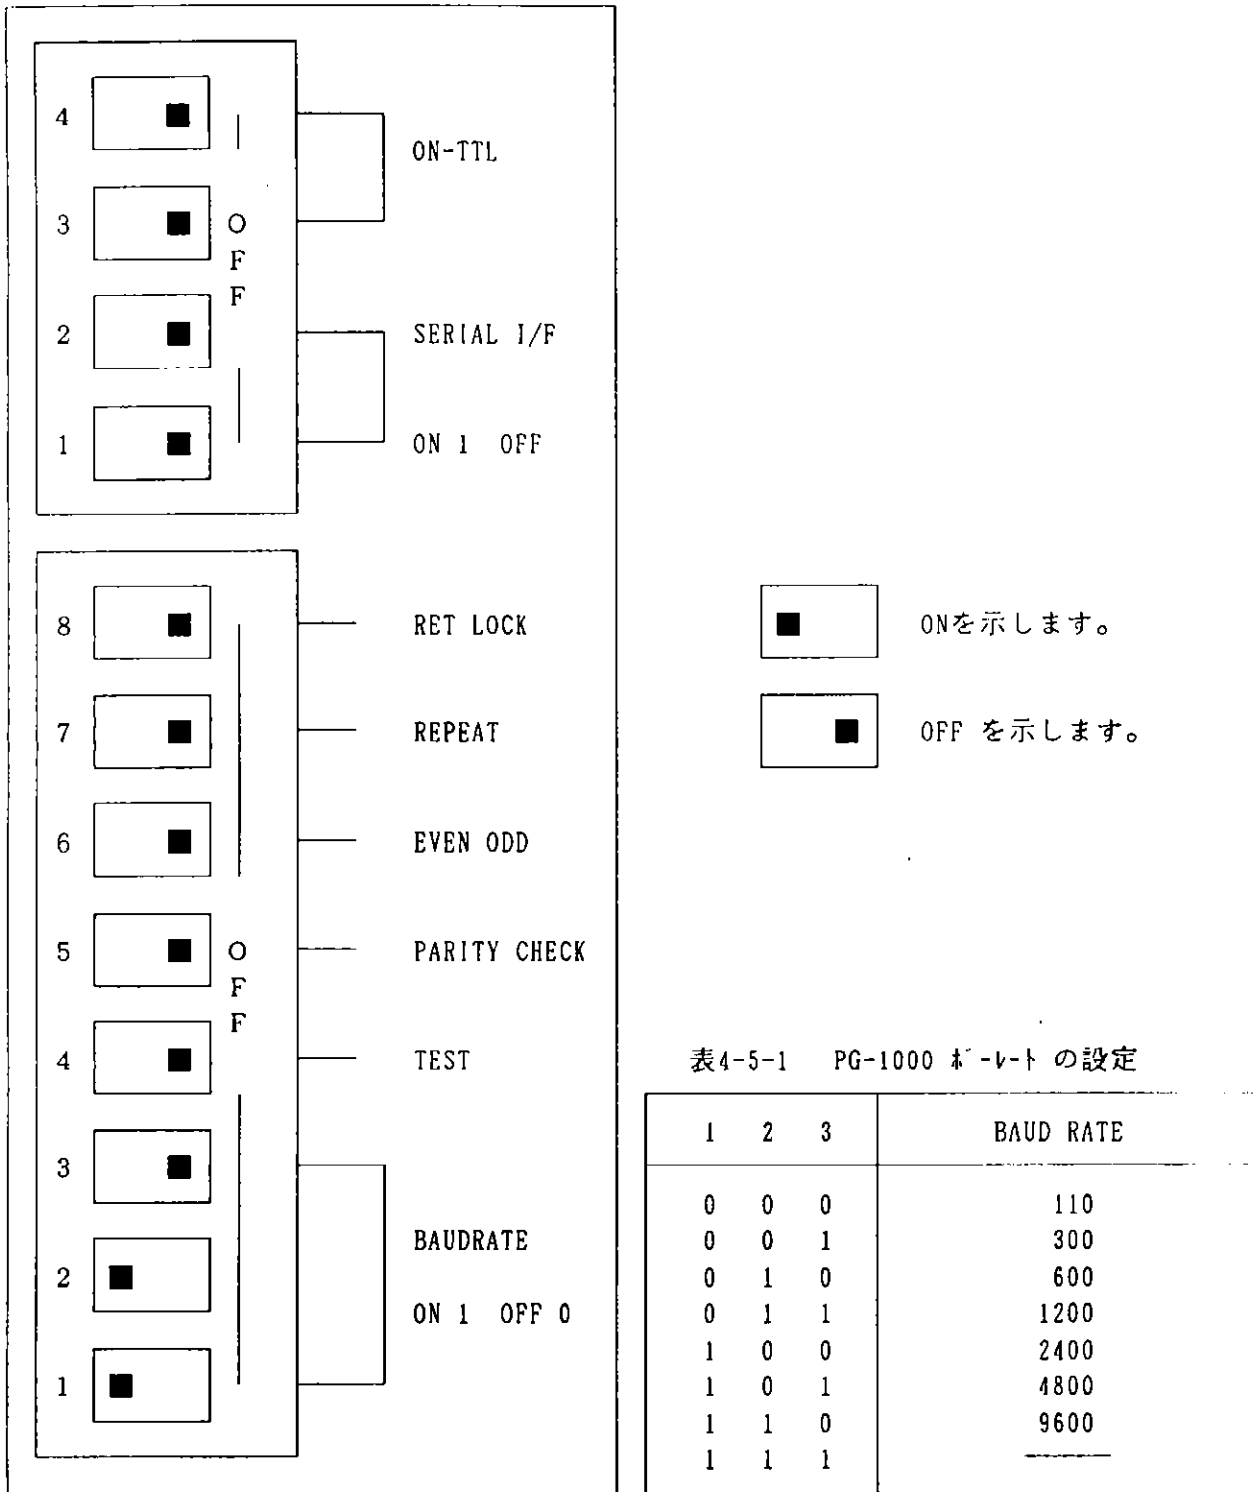 4
ON-TTL
3
O
F
F
2
SERIAL I/F
1
ON 1 OFF
8
RET LOCK
7
REPEAT
6
EVEN ODD
5
O
F
F
PARITY CHECK
4
TEST
3
BAUDRATE
2
ON 1 OFF 0
1
ONを示します。
OFF を示します。
表4-5-1 PG-1000 ボーレート の設定
1 2 3 BAUD RATE
0 0 0 110
0 0 1 300
0 1 0 600
0 1 1 1200
1 0 0 2400
1 0 1 4800
1 1 0 9600
1 1 1 ―